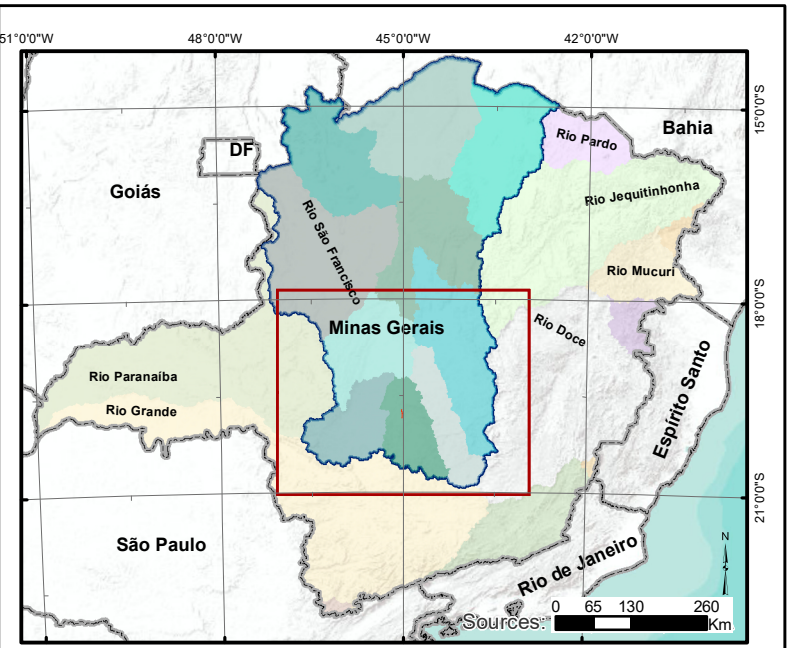 51°0'0"W 48°0'0"W 45°0'0"W 42°0'0"W
15°0'0"S
Bahia
Rio Pardo
DF
Goiás
Rio Jequitinhonha
Rio São Francisco
Rio Mucuri
18°0'0"S
Minas Gerais
Rio Doce
Espírito Santo
Rio Paranaíba
Rio Grande
21°0'0"S
São Paulo
N
Rio de Janeiro
Sources: 0 65 130 260
Km